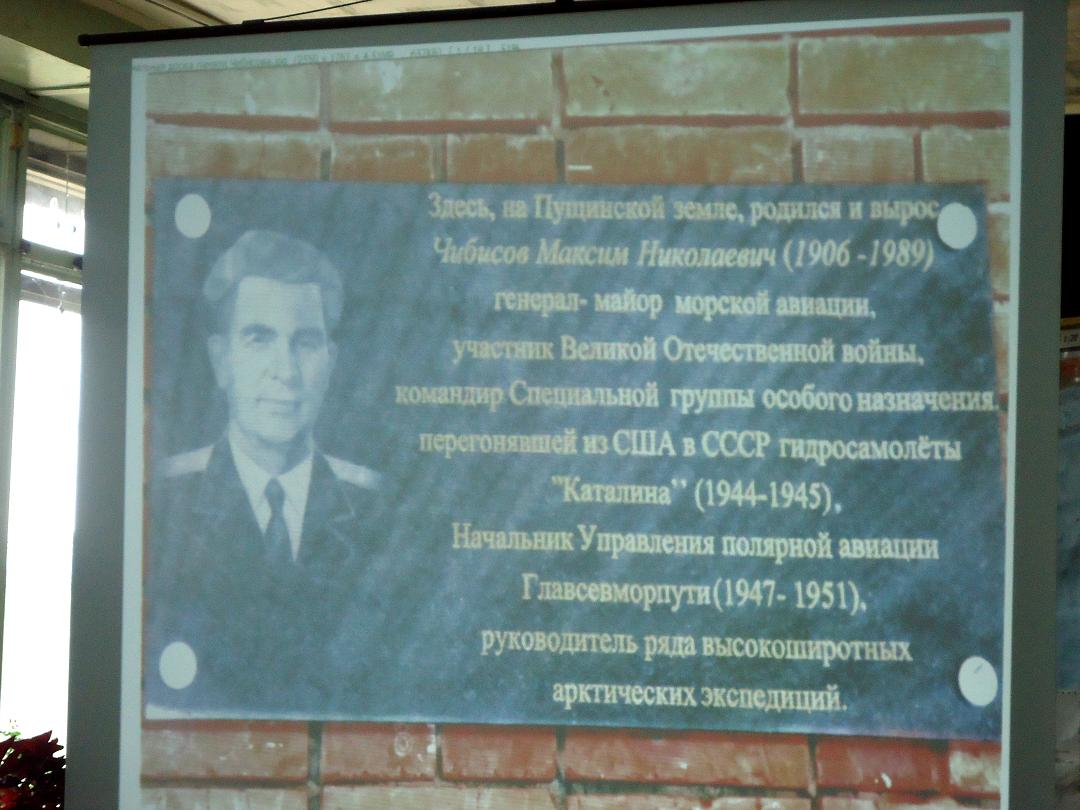 Здесь, на Пущинской земле, родился и вырос
Чибисов Максим Николаевич (1906 -1989)
генерал- майор морской авиации,
участник Великой Отечественной войны,
командир Специальной группы особого назначения,
перегонявшей из США в СССР гидросамолёты
"Каталина" (1944-1945),
Начальник Управления полярной авиации
Главсевморпути(1947- 1951),
руководитель ряда высокоширотных
арктических экспедиций.